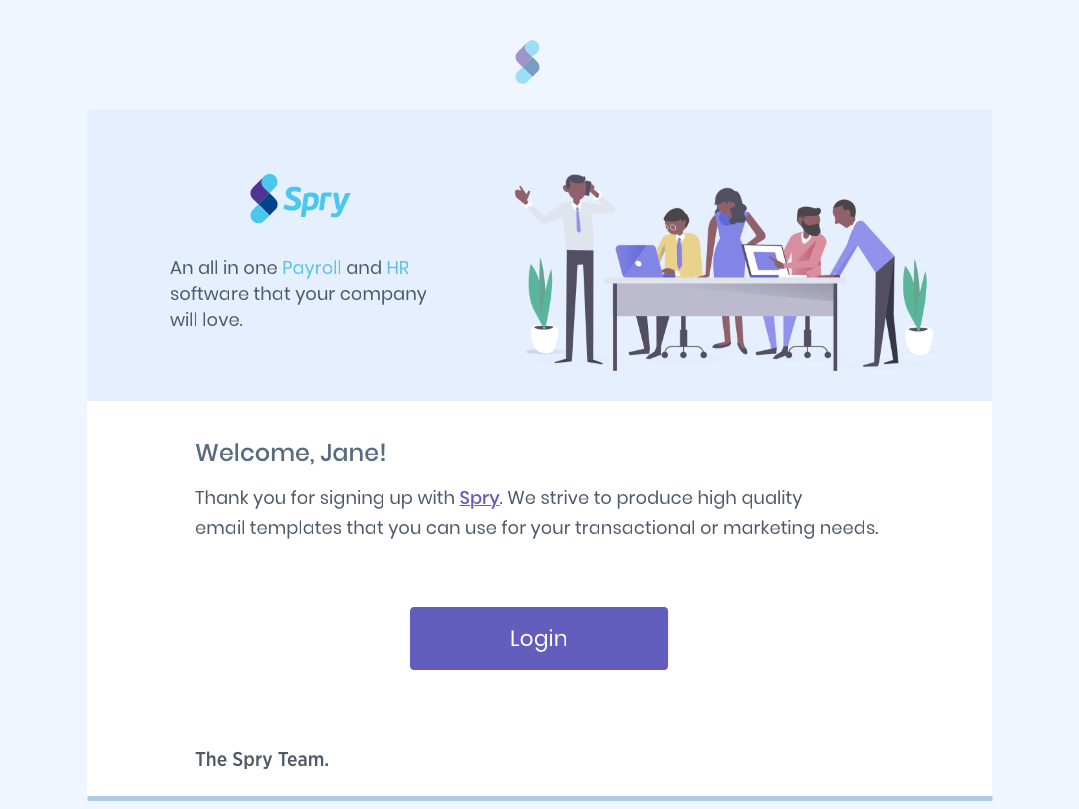 Spry
An all in one Payroll and HR
software that your company
will love.
Welcome, Jane!
Thank you for signing up with Spry. We strive to produce high quality
email templates that you can use for your transactional or marketing needs.
Login
The Spry Team.